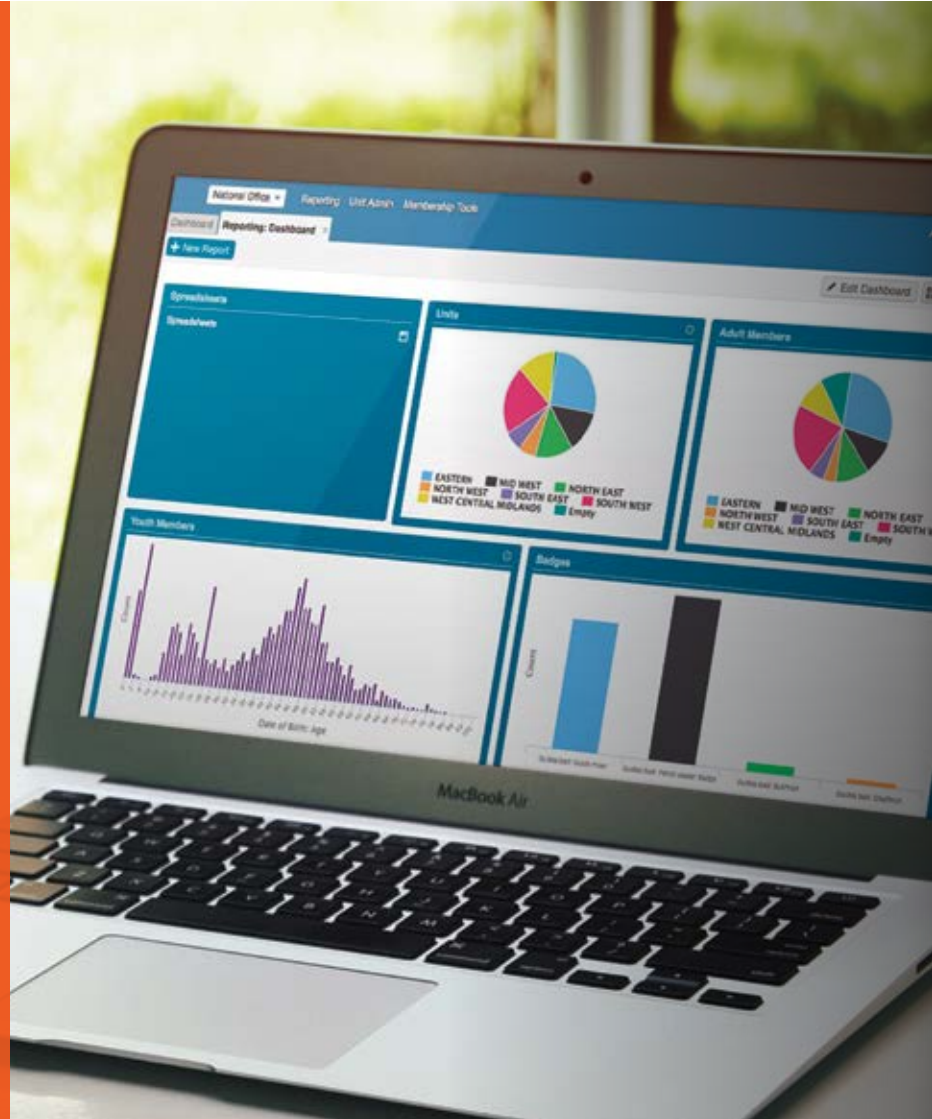 National Office
Reporting Unit Admin Membership Tools
Dashboard
Reporting: Dashboard
+ New Report
Edit Dashboard
Spreadsheets
Spreadsheets
Units
EASTERN MID WEST NORTH EAST
NORTH WEST SOUTH EAST SOUTH WEST
WEST CENTRAL MIDLANDS Empty
Adult Members
EASTERN MID WEST NORTH EAST
NORTH WEST SOUTH EAST SOUTH W
WEST CENTRAL MIDLANDS Empty
Youth Members
Count
Date of Birth: Age
Badges
Count
MacBook Air